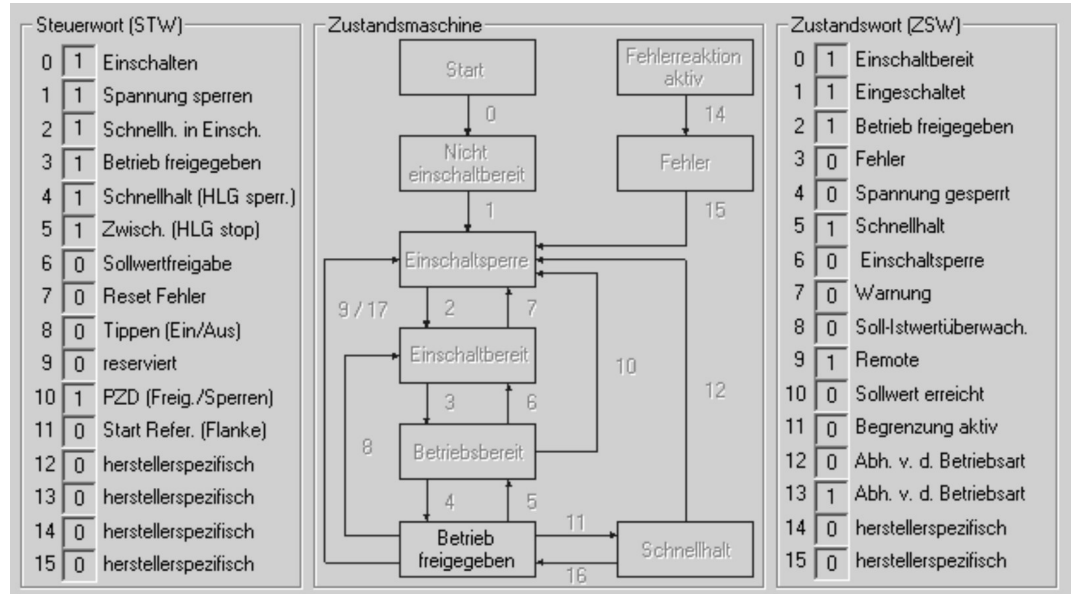 Steuerwort (STW)
0 1 Einschalten
1 1 Spannung sperren
2 1 Schnellh. in Einsch.
3 1 Betrieb freigegeben
4 1 Schnellhalt (HLG sperr.)
5 1 Zwisch. (HLG stop)
6 0 Sollwertfreigabe
7 0 Reset Fehler
8 0 Tippen (Ein/Aus)
9 0 reserviert
10 1 PZD (Freig./Sperren)
11 0 Start Refer. (Flanke)
12 0 herstellerspezifisch
13 0 herstellerspezifisch
14 0 herstellerspezifisch
15 0 herstellerspezifisch
Zustandsmaschine
Start
Fehlerreaktion
aktiv
0
14
Nicht
einschaltbereit
Fehler
1
15
Einschaltsperre
9 / 17
2
7
Einschaltbereit
10
12
3
6
8
Betriebsbereit
4
5
11
Betrieb
freigegeben
Schnellhalt
16
Zustandswort (ZSW)
0 1 Einschaltbereit
1 1 Eingeschaltet
2 1 Betrieb freigegeben
3 0 Fehler
4 0 Spannung gesperrt
5 1 Schnellhalt
6 0 Einschaltsperre
7 0 Warnung
8 0 Soll-Istwertüberwach.
9 1 Remote
10 0 Sollwert erreicht
11 0 Begrenzung aktiv
12 0 Abh. v. d. Betriebsart
13 1 Abh. v. d. Betriebsart
14 0 herstellerspezifisch
15 0 herstellerspezifisch